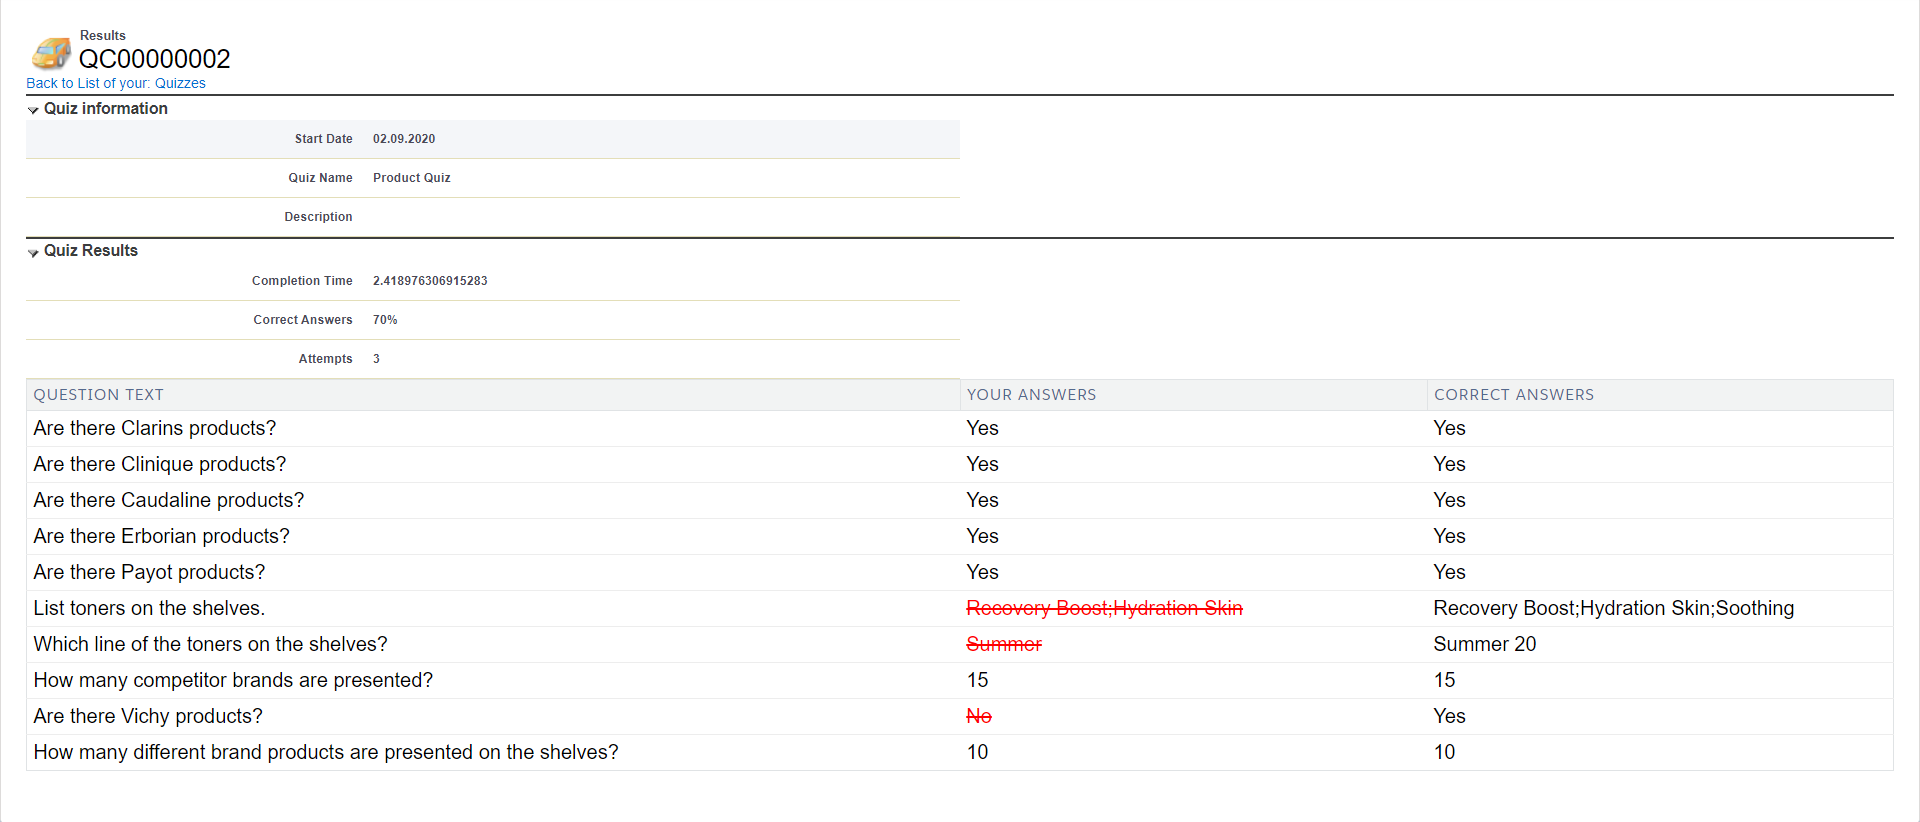 Results
QC00000002
Back to List of your: Quizzes
Quiz information
Start Date 02.09.2020
Quiz Name Product Quiz
Description
Quiz Results
Completion Time 2.418976306915283
Correct Answers 70%
Attempts 3
QUESTION TEXT YOUR ANSWERS CORRECT ANSWERS
Are there Clarins products? Yes Yes
Are there Clinique products? Yes Yes
Are there Caudaline products? Yes Yes
Are there Erborian products? Yes Yes
Are there Payot products? Yes Yes
List toners on the shelves. Recovery Boost;Hydration Skin Recovery Boost;Hydration Skin;Soothing
Which line of the toners on the shelves? Summer Summer 20
How many competitor brands are presented? 15 15
Are there Vichy products? No Yes
How many different brand products are presented on the shelves? 10 10